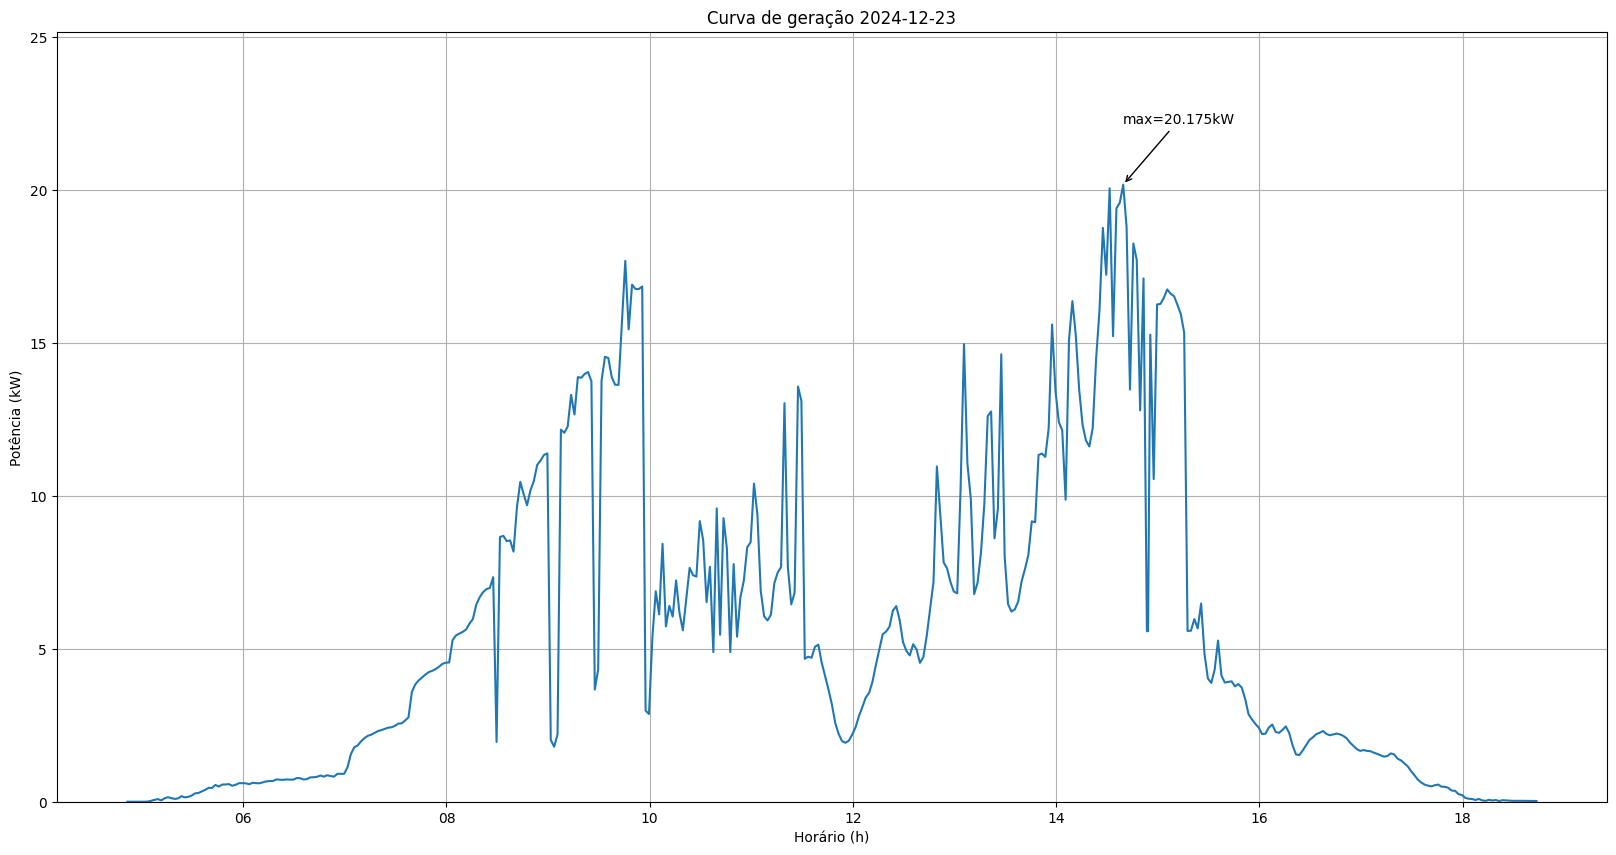 Curva de geração 2024-12-23
25
20
15
10
5
0
max=20.175kW
Potência (kW)
06 08 10 12 14 16 18
Horário (h)